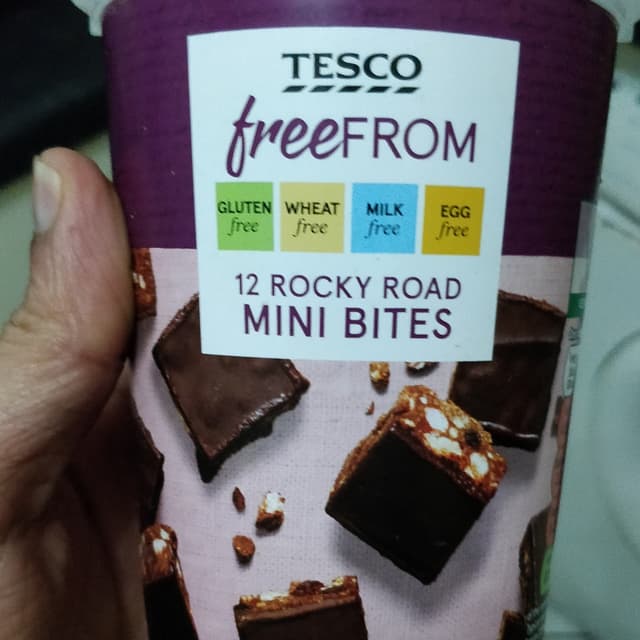 TESCO
freeFROM
GLUTEN free
WHEAT free
MILK free
EGG free
12 ROCKY ROAD
MINI BITES